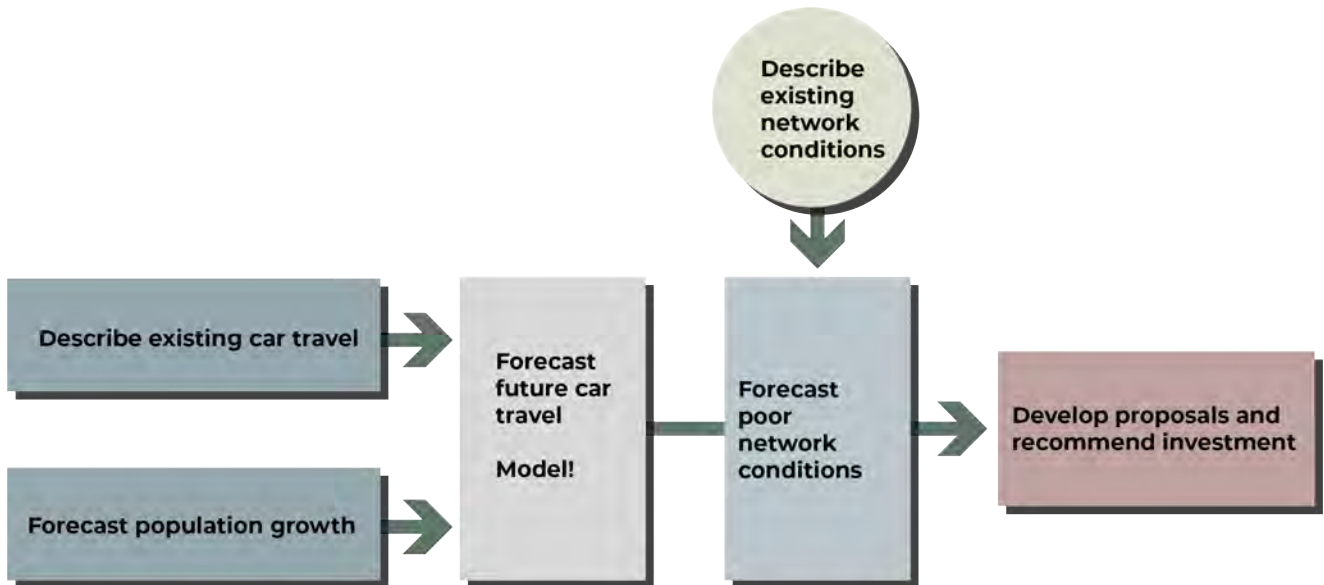 Describe
existing
network
conditions
Describe existing car travel
Forecast population growth
Forecast
future car
travel
Model!
Forecast
poor
network
conditions
Develop proposals and
recommend investment